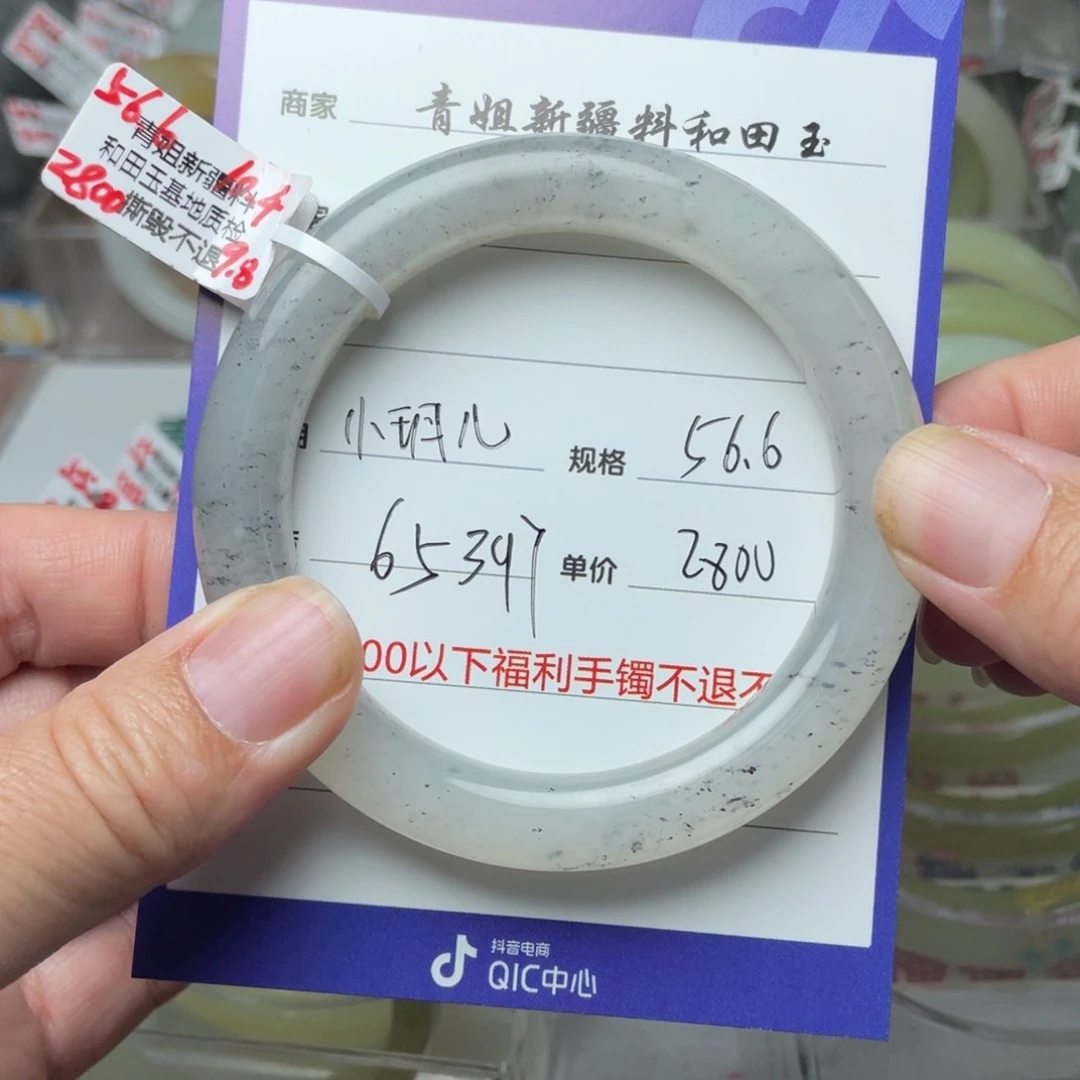 商家 青姐新疆料和田玉
56.6
青姐新疆料
和田玉基地质检
2800 撕毁不退 9.8
小玥儿 规格 56.6
单价 2800
00以下福利手镯不退不
抖音电商
QIC中心